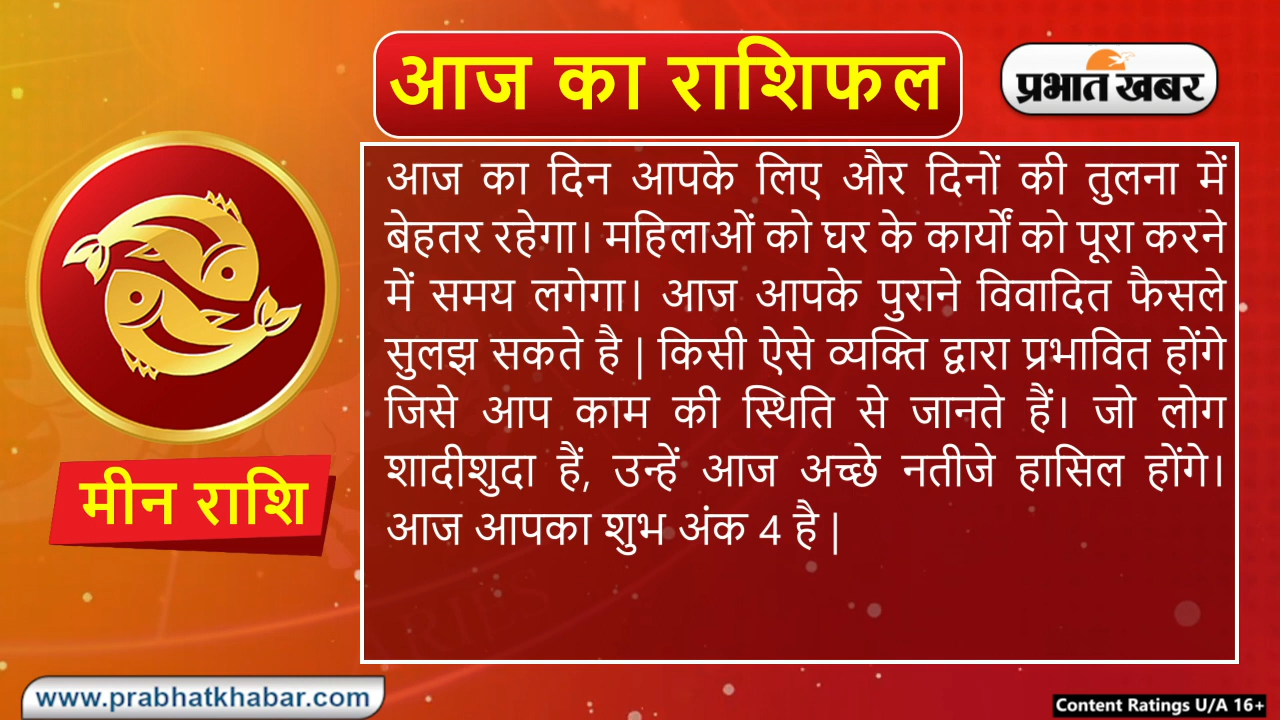 आज का राशिफल
प्रभात खबर
आज का दिन आपके लिए और दिनों की तुलना में
बेहतर रहेगा। महिलाओं को घर के कार्यों को पूरा करने
में समय लगेगा। आज आपके पुराने विवादित फैसले
सुलझ सकते है | किसी ऐसे व्यक्ति द्वारा प्रभावित होंगे
जिसे आप काम की स्थिति से जानते हैं। जो लोग
शादीशुदा हैं, उन्हें आज अच्छे नतीजे हासिल होंगे।
आज आपका शुभ अंक 4 है |
मीन राशि
www.prabhatkhabar.com
Content Ratings U/A 16+